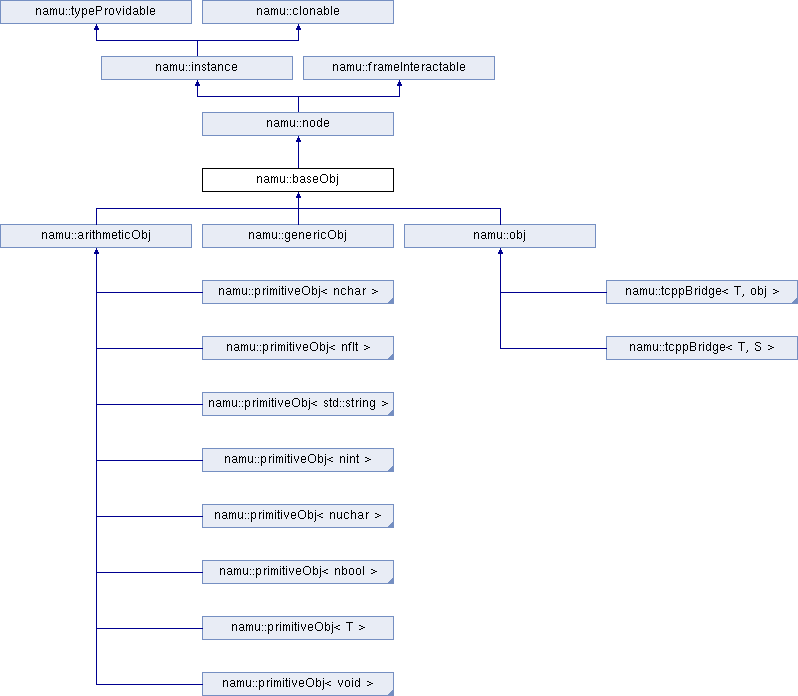 namu::typeProvidable
namu::clonable
namu::instance
namu::frameInteractable
namu::node
namu::baseObj
namu::arithmeticObj
namu::genericObj
namu::obj
namu::primitiveObj< nchar >
namu::tcppBridge< T, obj >
namu::primitiveObj< nflt >
namu::tcppBridge< T, S >
namu::primitiveObj< std::string >
namu::primitiveObj< nint >
namu::primitiveObj< nuchar >
namu::primitiveObj< nbool >
namu::primitiveObj< T >
namu::primitiveObj< void >